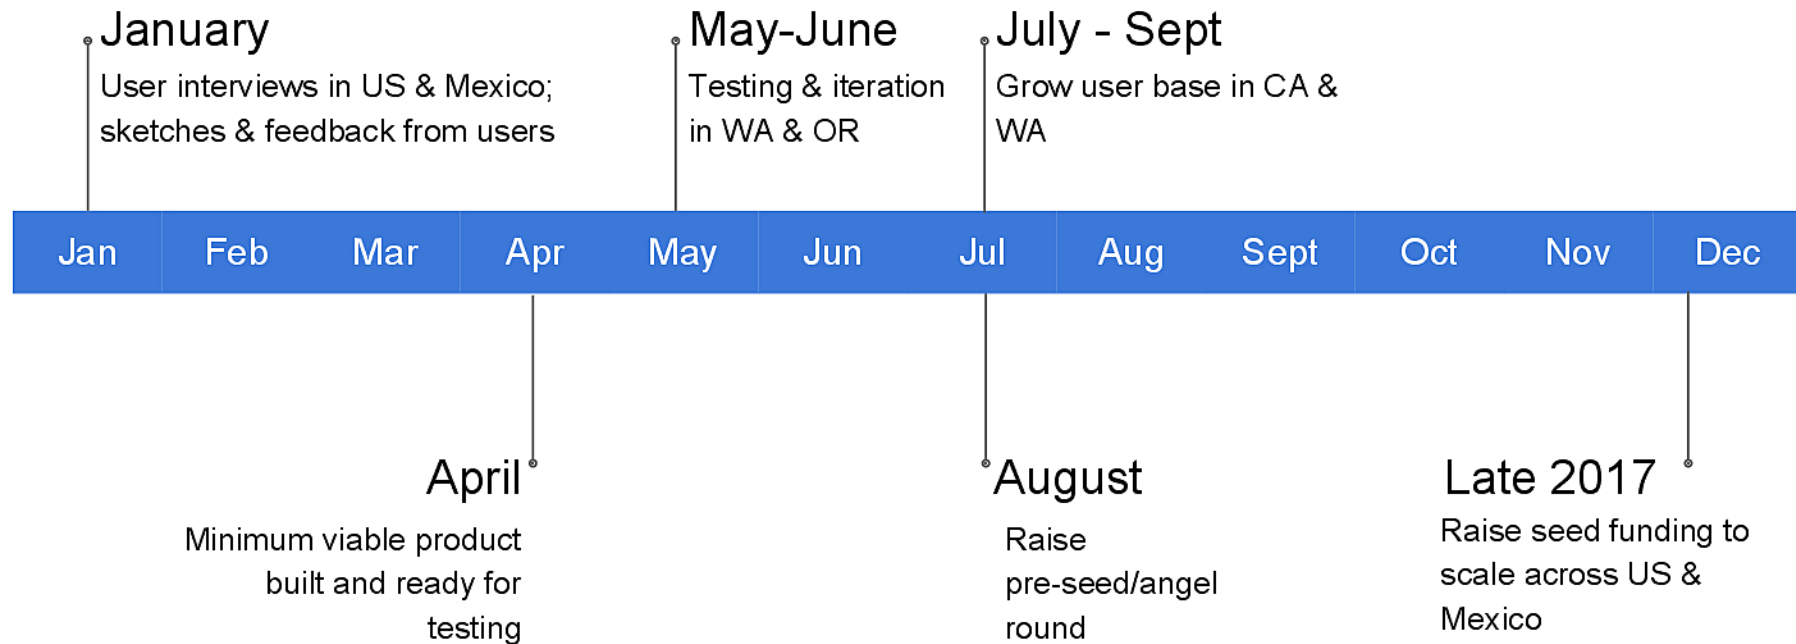 January
User interviews in US & Mexico;
sketches & feedback from users
May-June
Testing & iteration
in WA & OR
July - Sept
Grow user base in CA &
WA
Jan Feb Mar Apr May Jun Jul Aug Sept Oct Nov Dec
April
Minimum viable product
built and ready for
testing
August
Raise
pre-seed/angel
round
Late 2017
Raise seed funding to
scale across US &
Mexico